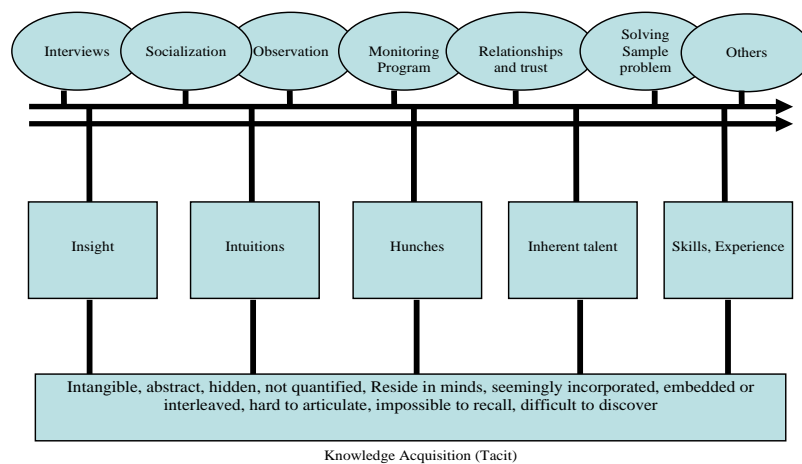 Interviews
Socialization
Observation
Monitoring
Program
Relationships
and trust
Solving
Sample
problem
Others
Insight
Intuitions
Hunches
Inherent talent
Skills, Experience
Intangible, abstract, hidden, not quantified, Reside in minds, seemingly incorporated, embedded or
interleaved, hard to articulate, impossible to recall, difficult to discover
Knowledge Acquisition (Tacit)